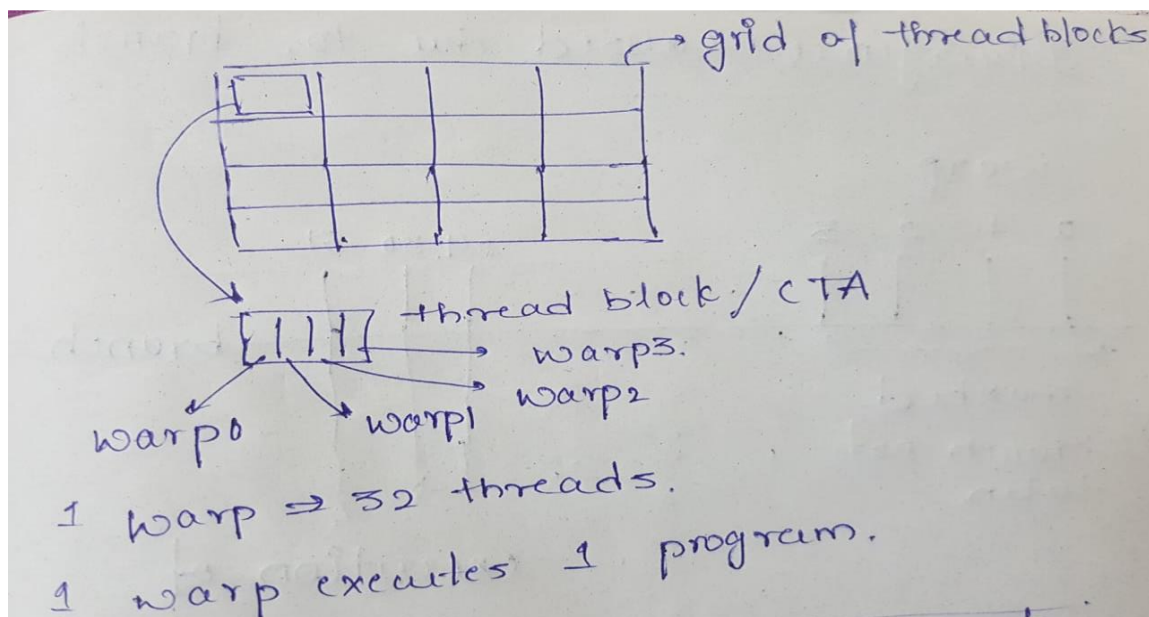 grid of thread blocks
thread block / CTA
warp3.
warp2
warp0
warp1
1 warp ⇒ 32 threads.
1 warp executes 1 program.